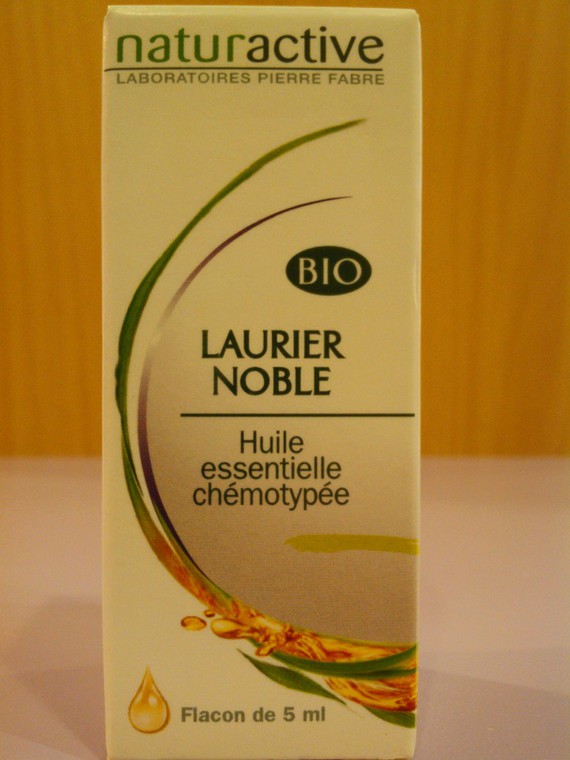 naturactive
LABORATOIRES PIERRE FABRE
BIO
LAURIER
NOBLE
Huile
essentielle
chémotypée
Flacon de 5 ml